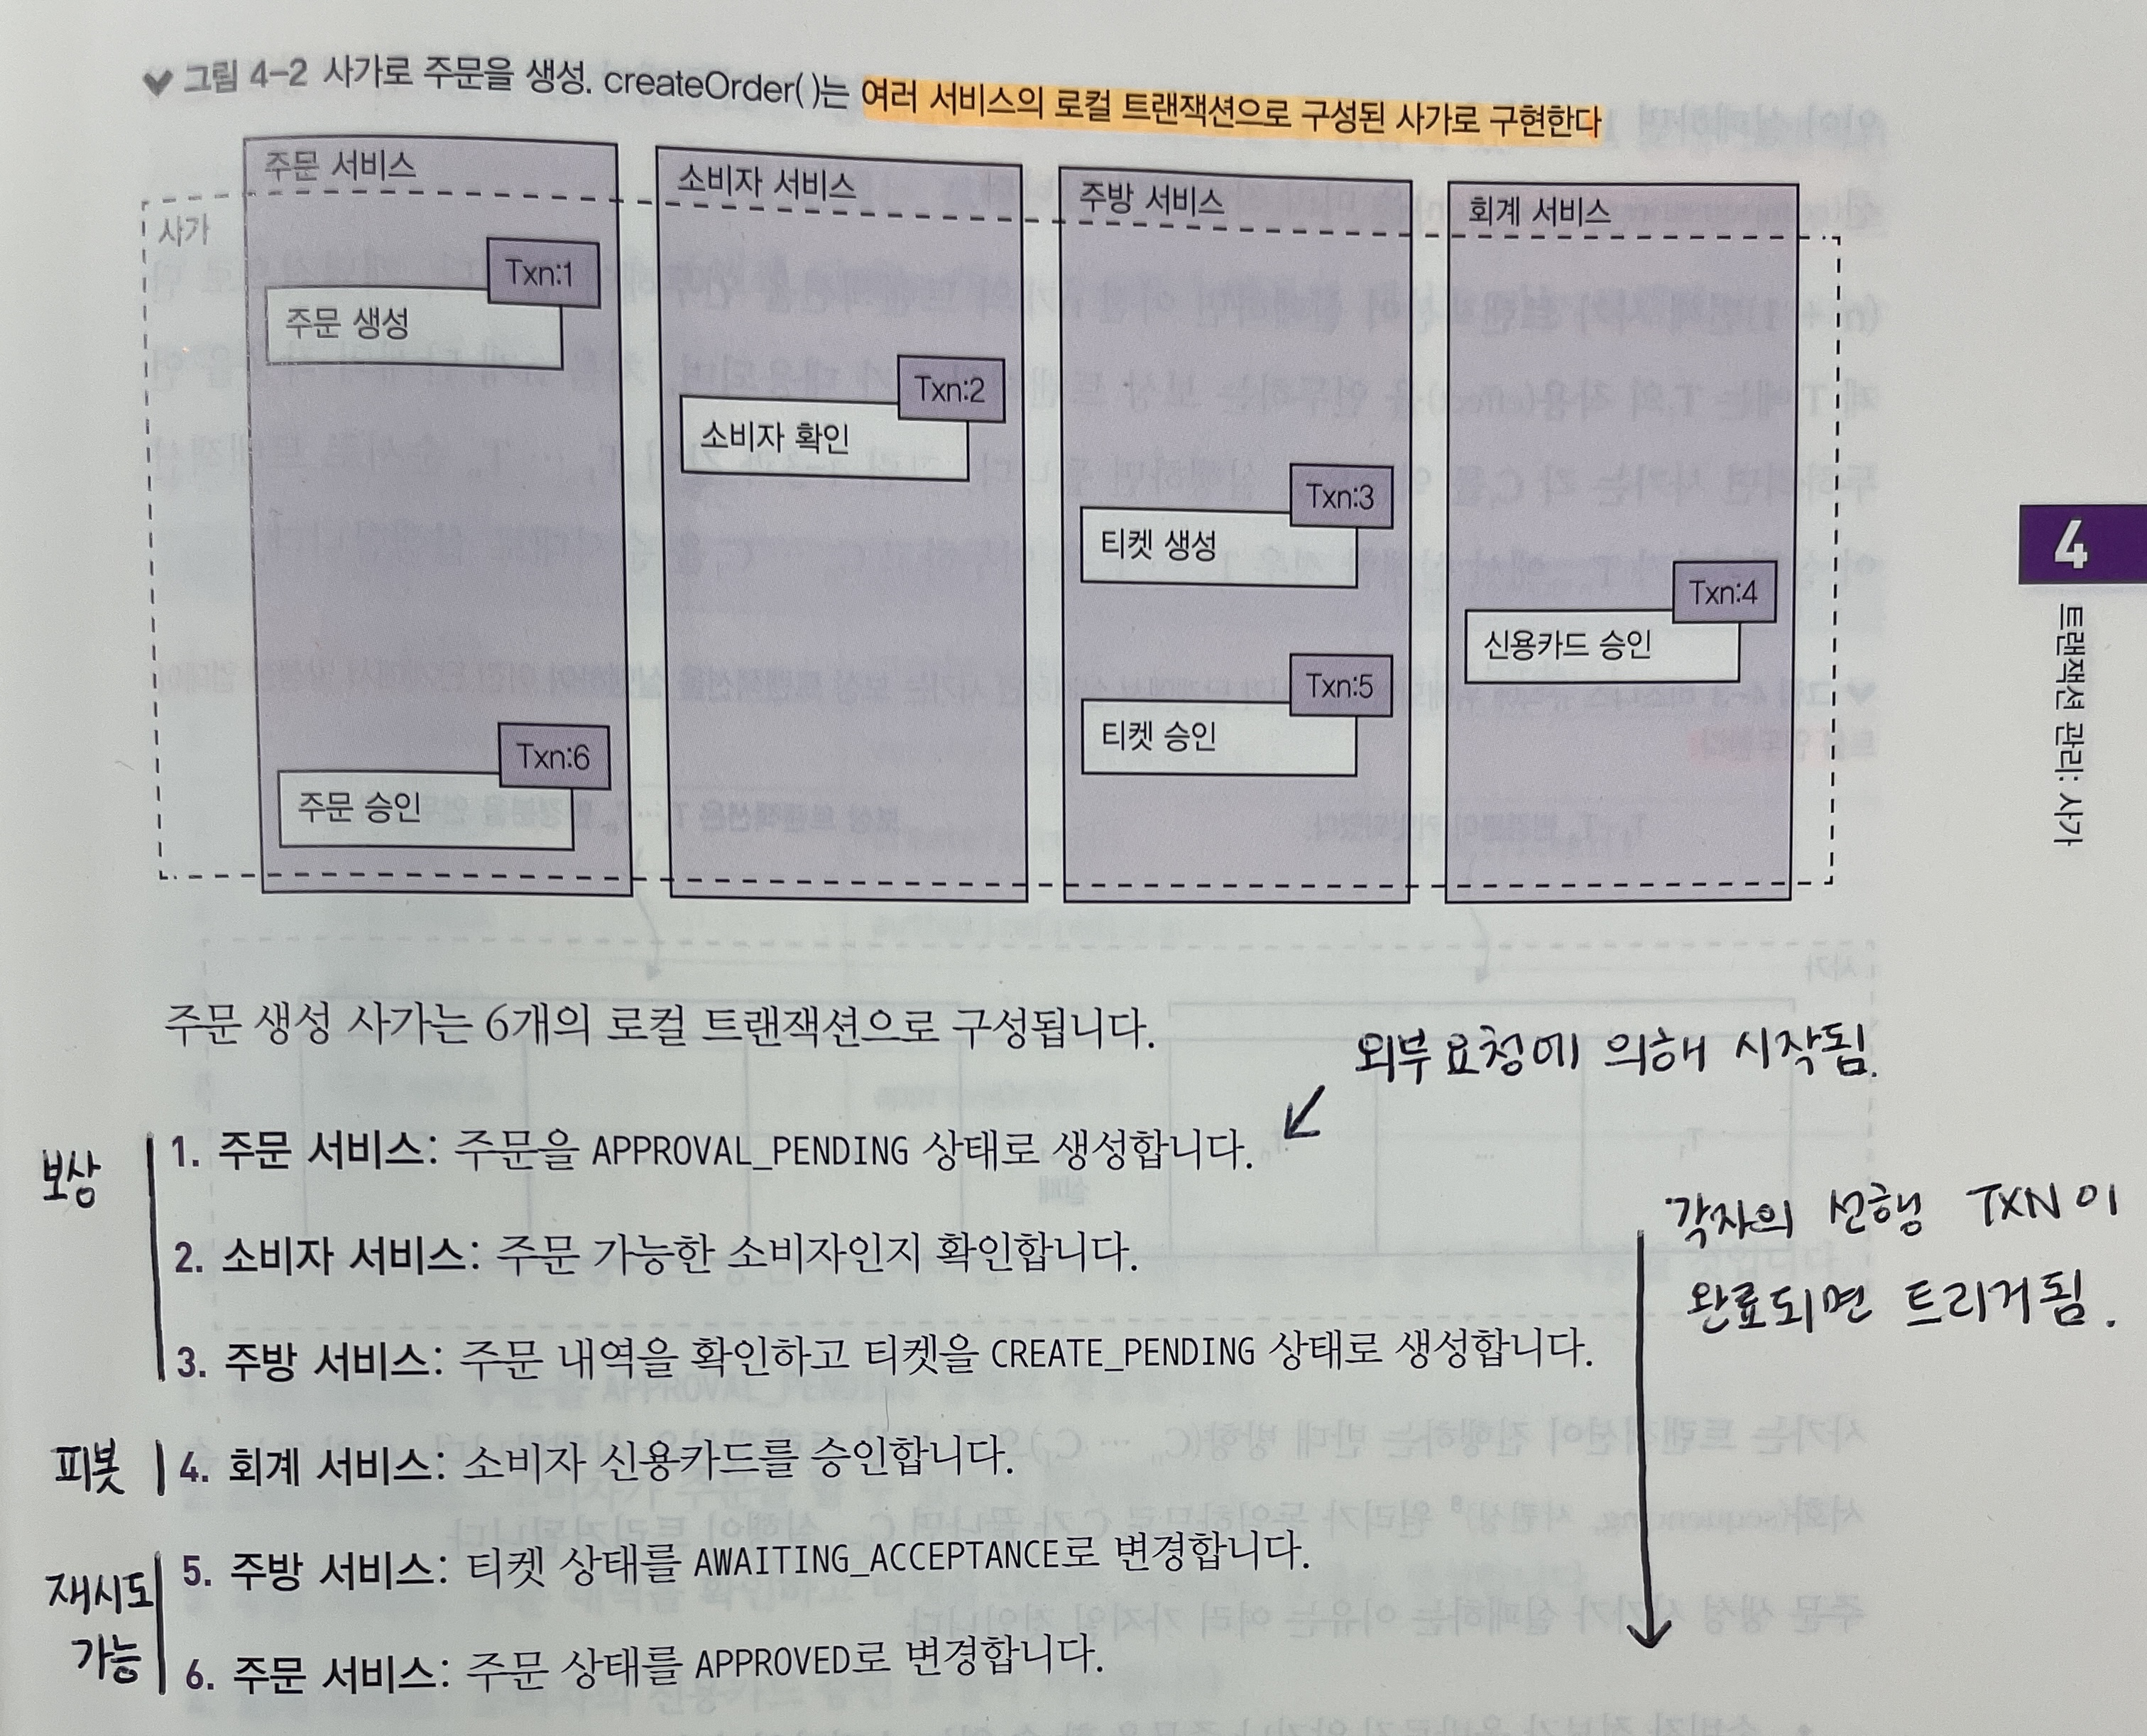 그림 4-2 사가로 주문을 생성. createOrder()는 여러 서비스의 로컬 트랜잭션으로 구성된 사가로 구현한다
주문 서비스
소비자 서비스
주방 서비스
회계 서비스
사가
Txn:1
주문 생성
Txn:2
소비자 확인
Txn:3
티켓 생성
Txn:4
신용카드 승인
Txn:5
티켓 승인
Txn:6
주문 승인
4
트랜잭션 관리: 사가
주문 생성 사가는 6개의 로컬 트랜잭션으로 구성됩니다.
외부 요청에 의해 시작됨.
보상
1. 주문 서비스: 주문을 APPROVAL_PENDING 상태로 생성합니다.
각자의 선행 TXN이
2. 소비자 서비스: 주문 가능한 소비자인지 확인합니다.
완료되면 트리거됨.
3. 주방 서비스: 주문 내역을 확인하고 티켓을 CREATE_PENDING 상태로 생성합니다.
피봇
4. 회계 서비스: 소비자 신용카드를 승인합니다.
재시도
가능
5. 주방 서비스: 티켓 상태를 AWAITING_ACCEPTANCE로 변경합니다.
6. 주문 서비스: 주문 상태를 APPROVED로 변경합니다.